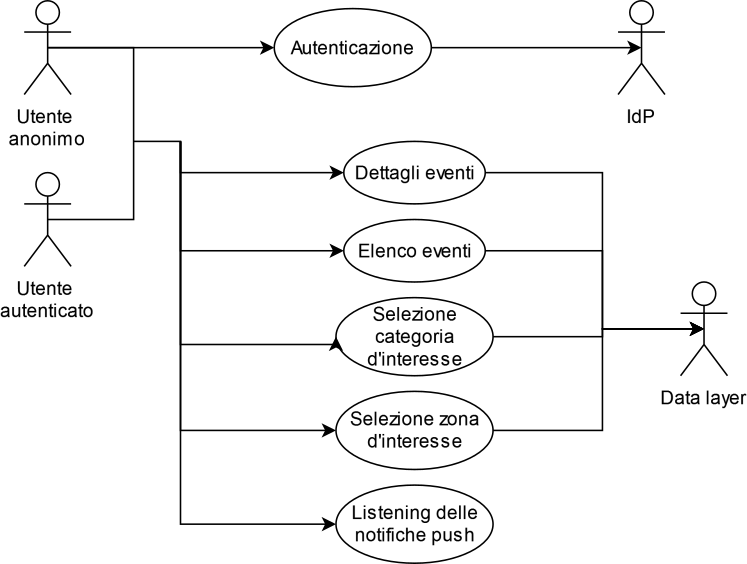 Autenticazione
Utente
anonimo
IdP
Dettagli eventi
Elenco eventi
Utente
autenticato
Selezione
categoria
d'interesse
Data layer
Selezione zona
d'interesse
Listening delle
notifiche push